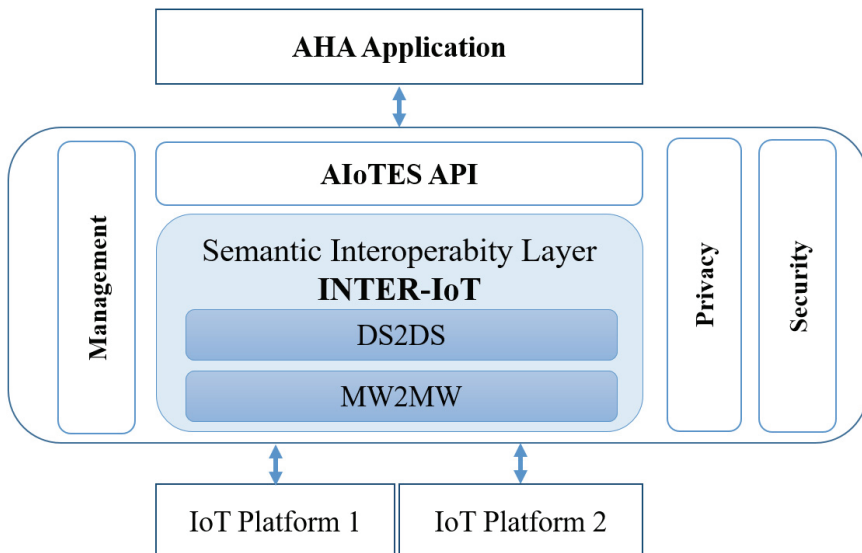 AHA Application
AIoTES API
Management
Semantic Interoperabity Layer
INTER-IoT
DS2DS
MW2MW
Privacy
Security
IoT Platform 1
IoT Platform 2